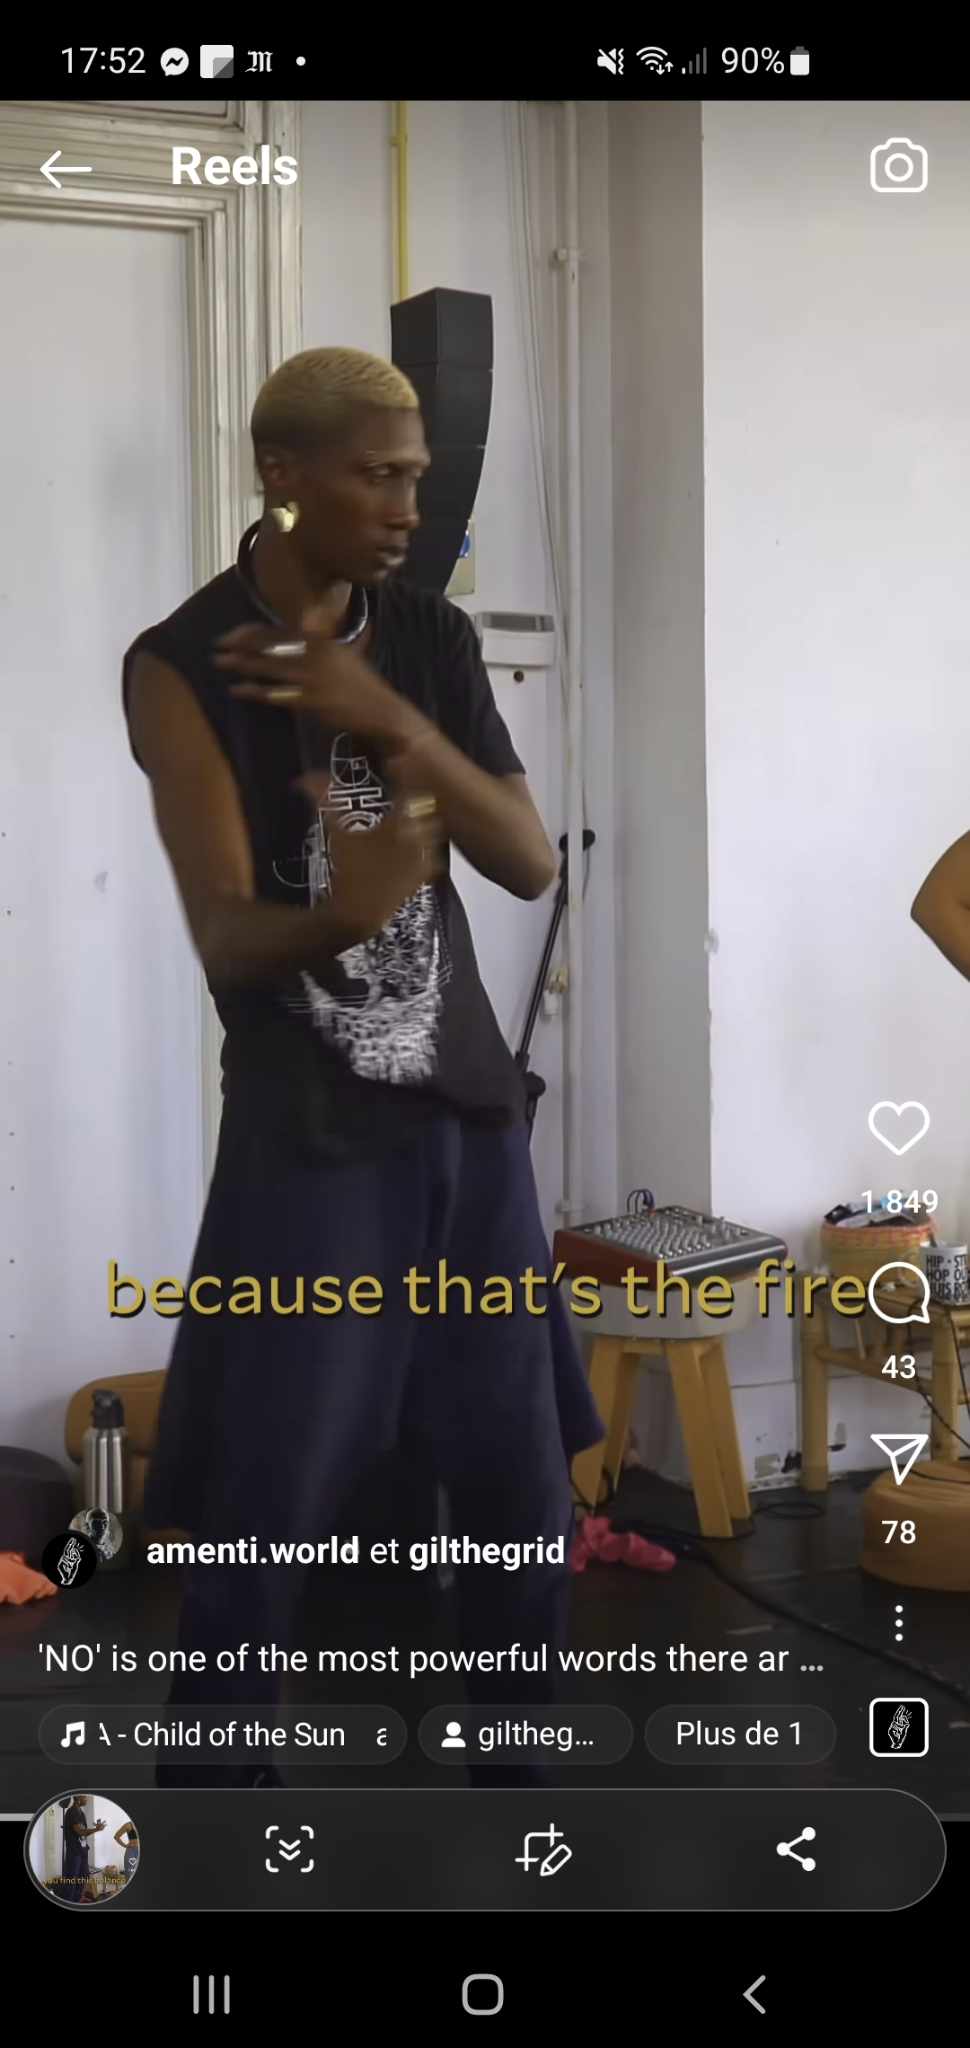 17:52
90%
Reels
HIP - ST
HOP OU
1 849
because that's the fire
43
78
amenti.world et gilthegrid
'NO' is one of the most powerful words there ar ...
A - Child of the Sun a
giltheg...
Plus de 1
you find this balance